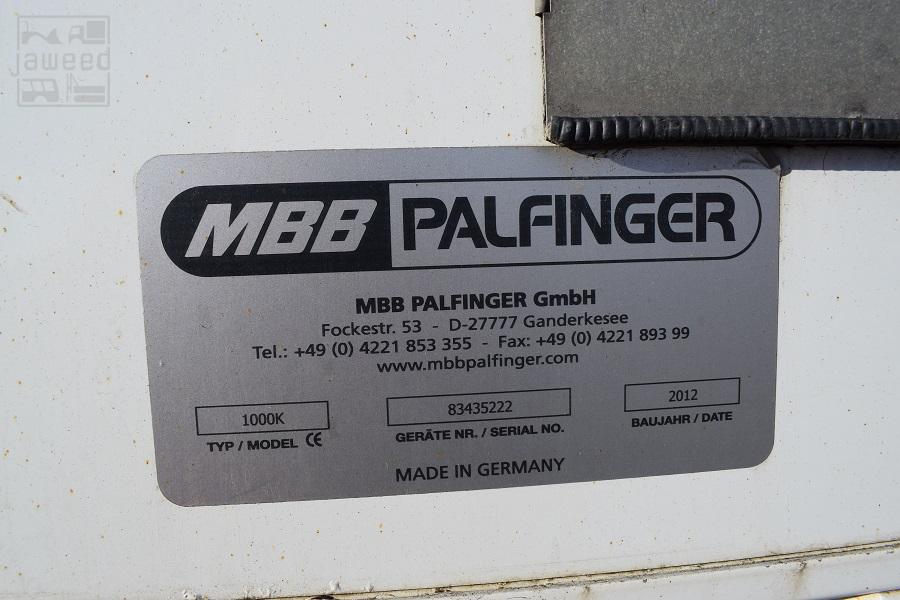 jaweed
MBB PALFINGER
MBB PALFINGER GmbH
Fockestr. 53 - D-27777 Ganderkesee
Tel.: +49 (0) 4221 853 355 - Fax: +49 (0) 4221 893 99
www.mbbpalfinger.com
1000K 83435222 2012
TYP / MODEL CE GERÄTE NR. / SERIAL NO. BAUJAHR / DATE
MADE IN GERMANY